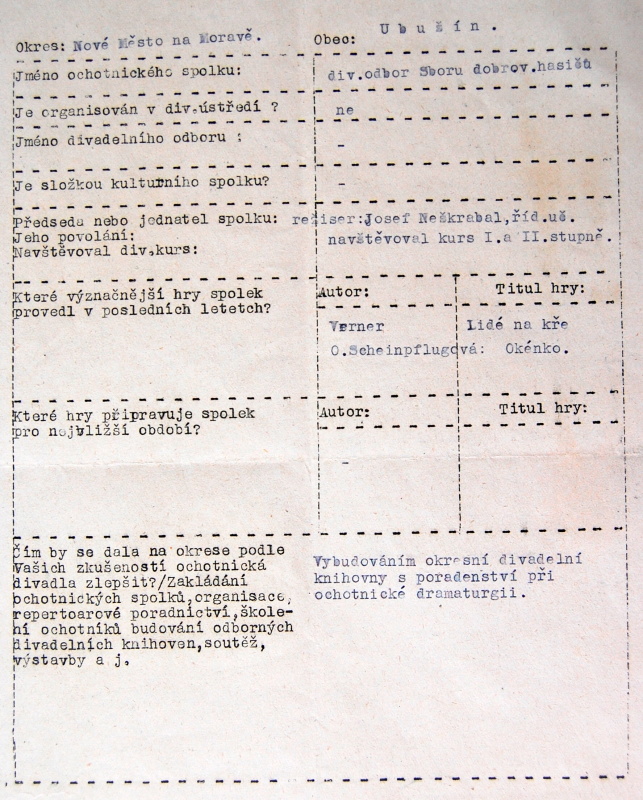 Okres: Nové Město na Moravě. Obec: Ubušín.
Jméno ochotnického spolku: div.odbor Sboru dobrov.hasičů
Je organisován v div.ústředí ? ne
Jméno divadelního odboru : -
Je složkou kulturního spolku? -
Předseda nebo jednatel spolku: režiser:Josef Neškrabal,říd.uč.
Jeho povolání: navštěvoval kurs I.a II.stupně.
Navštěvoval div.kurs:
Které význačnější hry spolek Autor: Titul hry:
provedl v posledních letetch?
Verner Lidé na kře
O.Scheinpflugová: Okénko.
Které hry připravuje spolek Autor: Titul hry:
pro nejbližší období?
-
Čím by se dala na okrese podle
Vašich zkušeností ochotnická Vybudováním okresní divadelní
divadla zlepšit?/Zakládání knihovny s poradenství při
ochotnických spolků,organisace, ochotnické dramaturgii.
repertoarové poradnictví,škole-
ní ochotníků budování odborných
divadelních knihoven,soutěž,
výstavby a j.